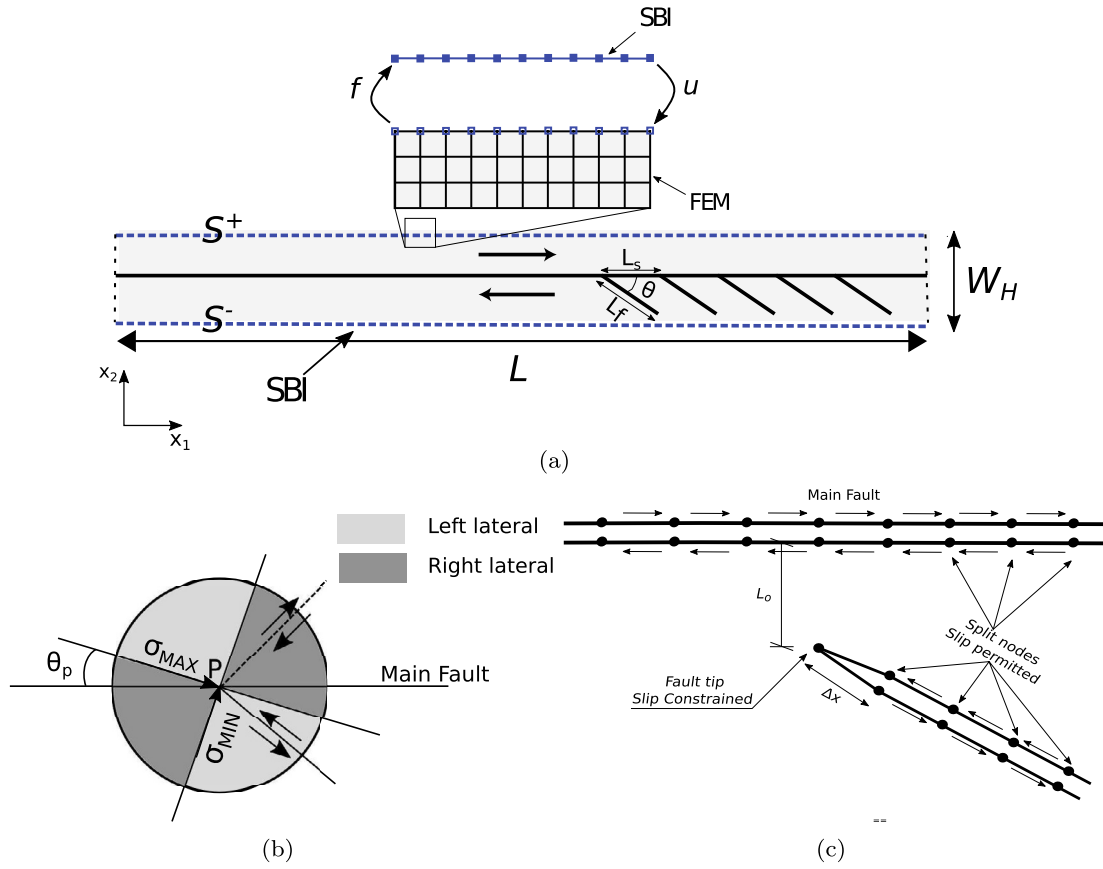 SBI
f
u
FEM
S+
Ls
θ
Lf
WH
S-
L
SBI
x2
x1
(a)
Left lateral
Right lateral
σMAX
P
θp
Main Fault
σMIN
(b)
Main Fault
Lo
Split nodes
Slip permitted
Fault tip
Slip Constrained
Δx
==
(c)